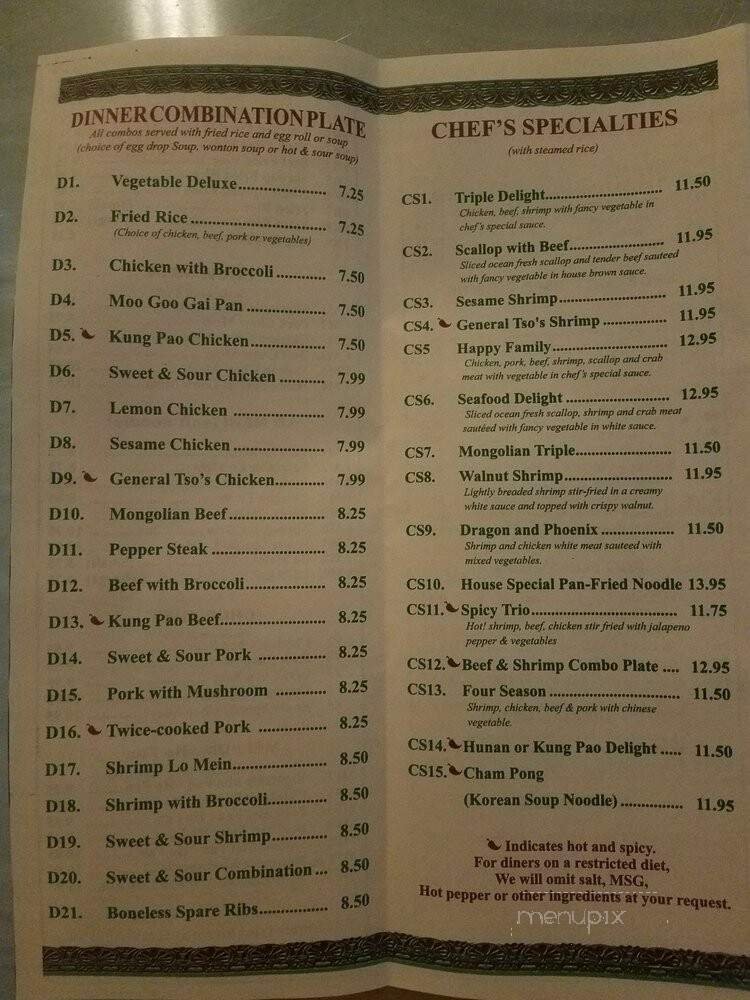 DINNER COMBINATION PLATE
All combos served with fried rice and egg roll or soup
(choice of egg drop Soup, wonton soup or hot & sour soup)
D1. Vegetable Deluxe...................... 7.25
D2. Fried Rice .................................. 7.25
(Choice of chicken, beef, pork or vegetables)
D3. Chicken with Broccoli ............ 7.50
D4. Moo Goo Gai Pan .................... 7.50
D5. Kung Pao Chicken................... 7.50
D6. Sweet & Sour Chicken ........... 7.99
D7. Lemon Chicken ....................... 7.99
D8. Sesame Chicken ....................... 7.99
D9. General Tso's Chicken............. 7.99
D10. Mongolian Beef........................ 8.25
D11. Pepper Steak ............................ 8.25
D12. Beef with Broccoli.................... 8.25
D13. Kung Pao Beef.......................... 8.25
D14. Sweet & Sour Pork ................. 8.25
D15. Pork with Mushroom .............. 8.25
D16. Twice-cooked Pork .................. 8.25
D17. Shrimp Lo Mein....................... 8.50
D18. Shrimp with Broccoli............... 8.50
D19. Sweet & Sour Shrimp.............. 8.50
D20. Sweet & Sour Combination ... 8.50
D21. Boneless Spare Ribs................. 8.50
CHEF'S SPECIALTIES
(with steamed rice)
CS1. Triple Delight............................. 11.50
Chicken, beef, shrimp with fancy vegetable in
chef's special sauce.
CS2. Scallop with Beef........................ 11.95
Sliced ocean fresh scallop and tender beef sauteed
with fancy vegetable in house brown sauce.
CS3. Sesame Shrimp.......................... 11.95
CS4. General Tso's Shrimp ............... 11.95
CS5 Happy Family............................. 12.95
Chicken, pork, beef, shrimp, scallop and crab
meat with vegetable in chef's special sauce.
CS6. Seafood Delight .......................... 12.95
Sliced ocean fresh scallop, shrimp and crab meat
sautéed with fancy vegetable in white sauce.
CS7. Mongolian Triple........................ 11.50
CS8. Walnut Shrimp........................... 11.95
Lightly breaded shrimp stir-fried in a creamy
white sauce and topped with crispy walnut.
CS9. Dragon and Phoenix .................. 11.50
Shrimp and chicken white meat sauteed with
mixed vegetables.
CS10. House Special Pan-Fried Noodle 13.95
CS11. Spicy Trio.................................... 11.75
Hot! shrimp, beef, chicken stir fried with jalapeno
pepper & vegetables
CS12. Beef & Shrimp Combo Plate .... 12.95
CS13. Four Season ................................ 11.50
Shrimp, chicken, beef & pork with chinese
vegetable.
CS14. Hunan or Kung Pao Delight ..... 11.50
CS15. Cham Pong
(Korean Soup Noodle)............... 11.95
Indicates hot and spicy.
For diners on a restricted diet,
We will omit salt, MSG,
Hot pepper or other ingredients at your request.
menupix